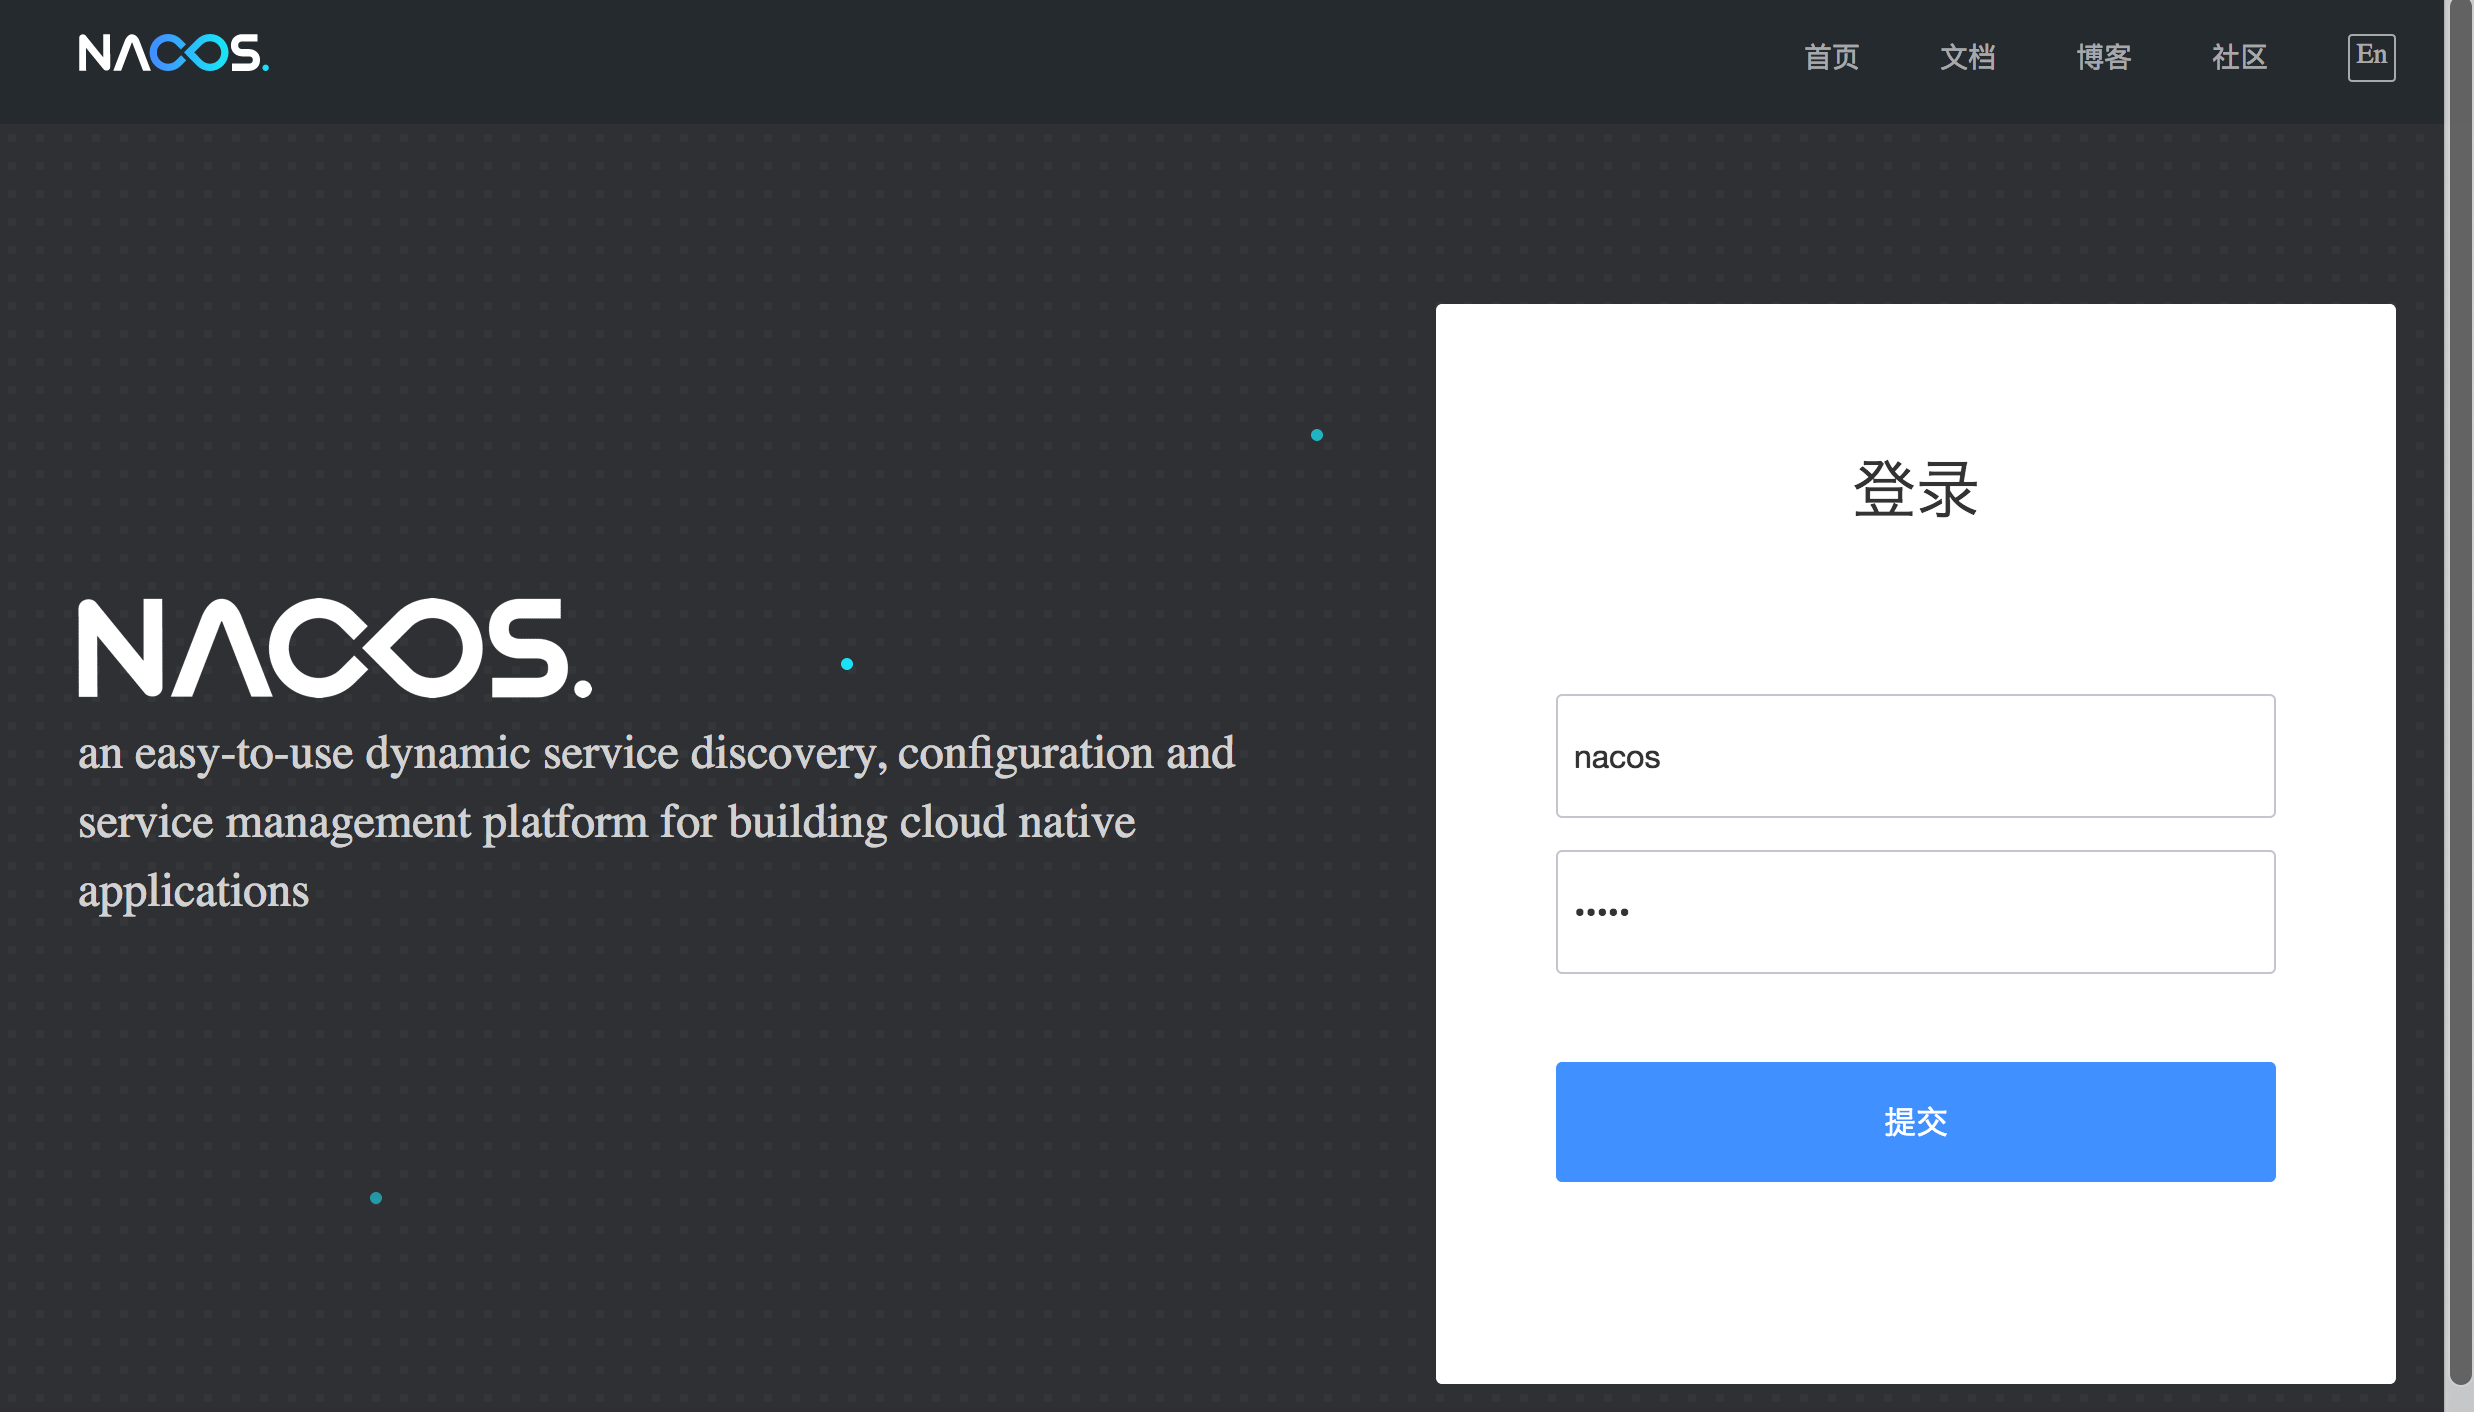 NACOS.
首页
文档
博客
社区
En
NACOS.
an easy-to-use dynamic service discovery, configuration and
service management platform for building cloud native
applications
登录
nacos
•••••
提交